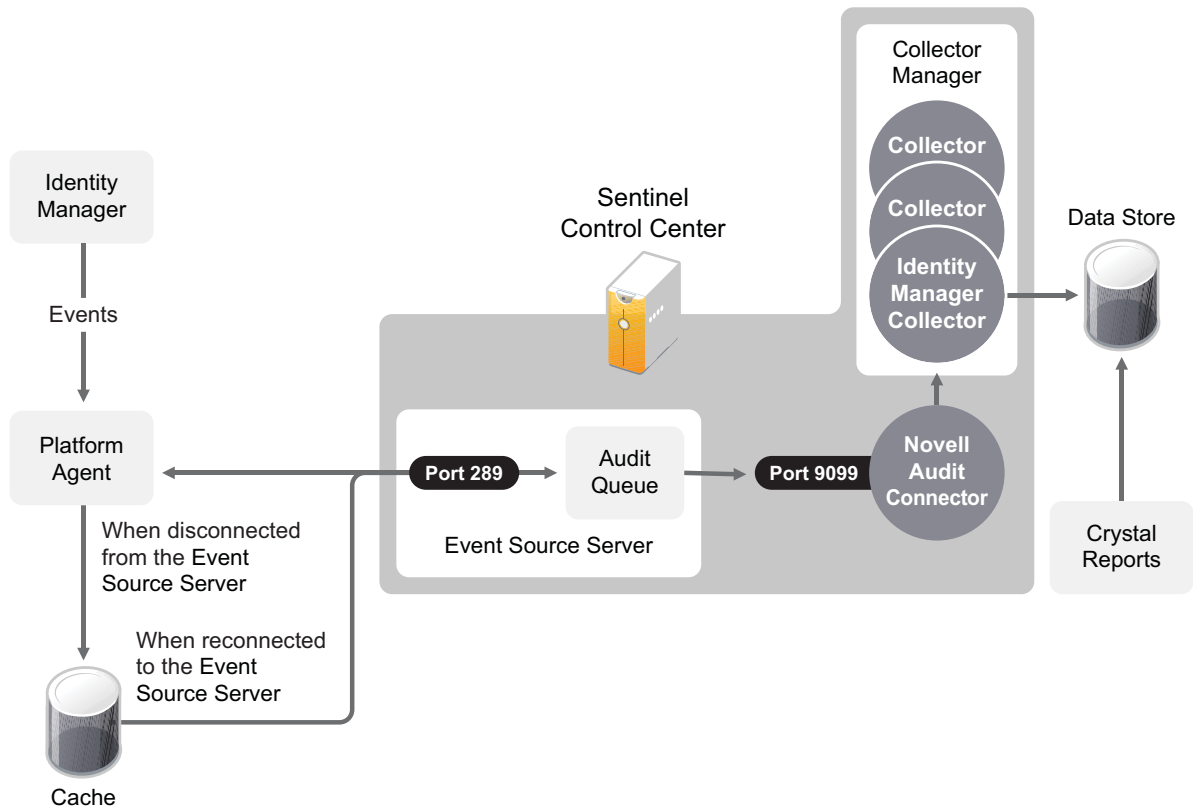 Collector
Manager
Collector
Collector
Identity
Manager
Collector
Identity
Manager
Sentinel
Control Center
Data Store
Events
Platform
Agent
Port 289
Audit
Queue
Event Source Server
Port 9099
Novell
Audit
Connector
Crystal
Reports
When disconnected
from the Event
Source Server
When reconnected
to the Event
Source Server
Cache